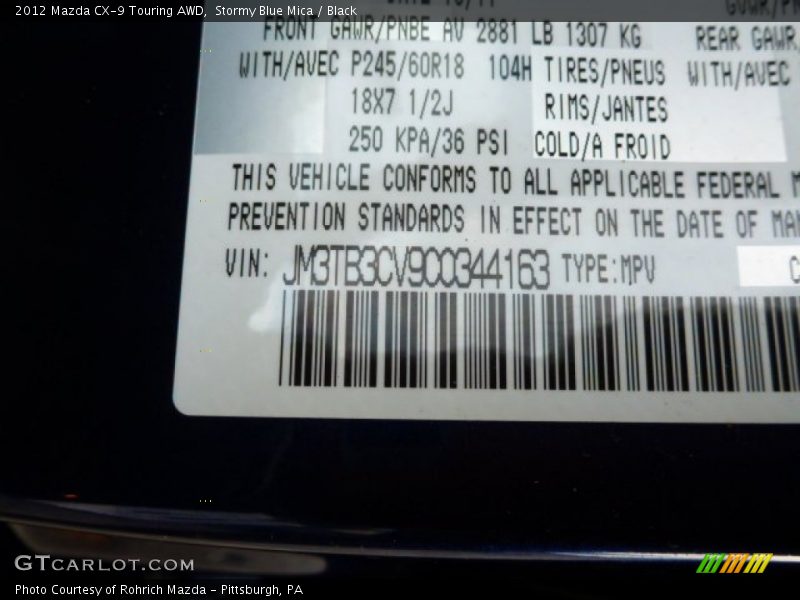 2012 Mazda CX-9 Touring AWD, Stormy Blue Mica / Black
FRONT GAWR/PNBE AV 2881 LB 1307 KG REAR GAWR
WITH/AVEC P245/60R18 104H TIRES/PNEUS WITH/AVEC
18X7 1/2J RIMS/JANTES
250 KPA/36 PSI COLD/A FROID
THIS VEHICLE CONFORMS TO ALL APPLICABLE FEDERAL M
PREVENTION STANDARDS IN EFFECT ON THE DATE OF MAN
VIN: JM3TB3CV9C0344163 TYPE:MPV
GTCARLOT.COM
Photo Courtesy of Rohrich Mazda - Pittsburgh, PA